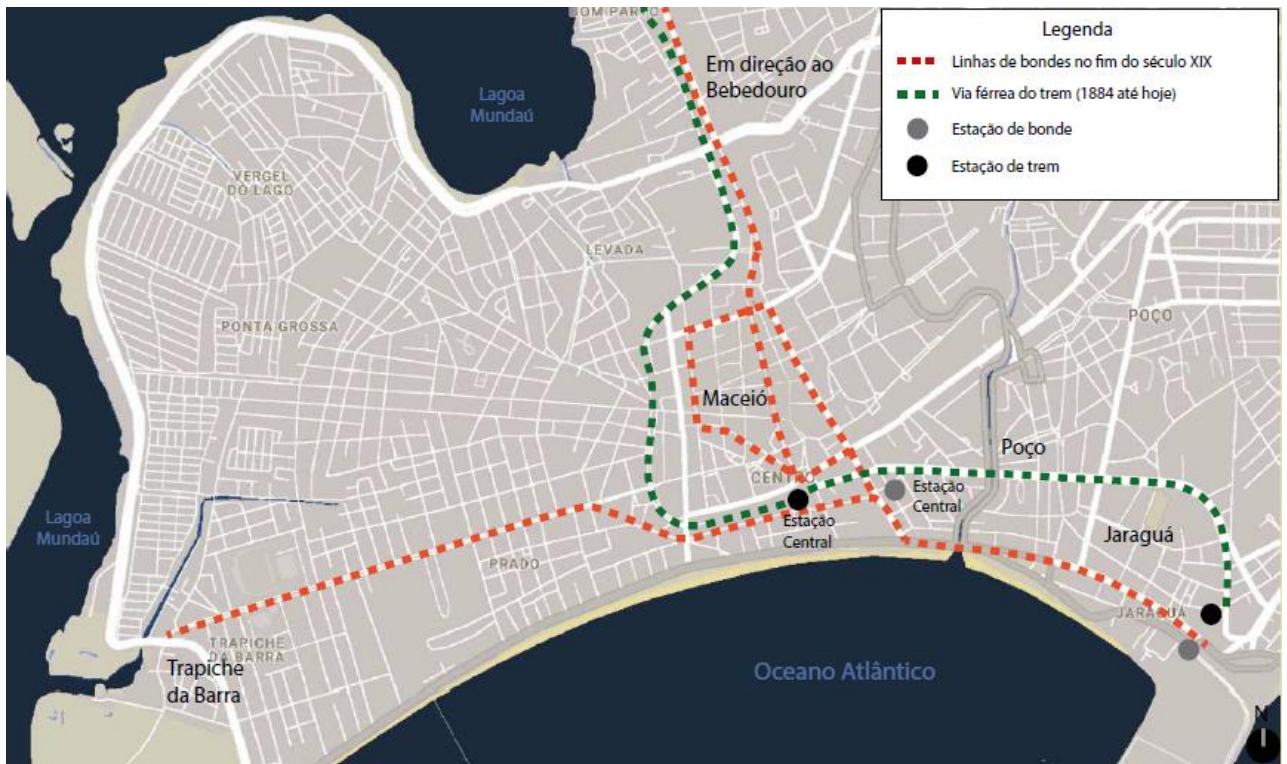 BOM PARTO
Em direção ao
Bebedouro
Legenda
Linhas de bondes no fim do século XIX
Via férrea do trem (1884 até hoje)
Estação de bonde
Estação de trem
Lagoa
Mundaú
VERGEL
DO LAGO
LEVADA
PONTA GROSSA
POÇO
Maceió
Poço
CENTRO
Estação
Central
Estação
Central
Lagoa
Mundaú
Jaraguá
PRADO
JARAGUÁ
TRAPICHE
DA BARRA
Trapiche
da Barra
Oceano Atlântico
N